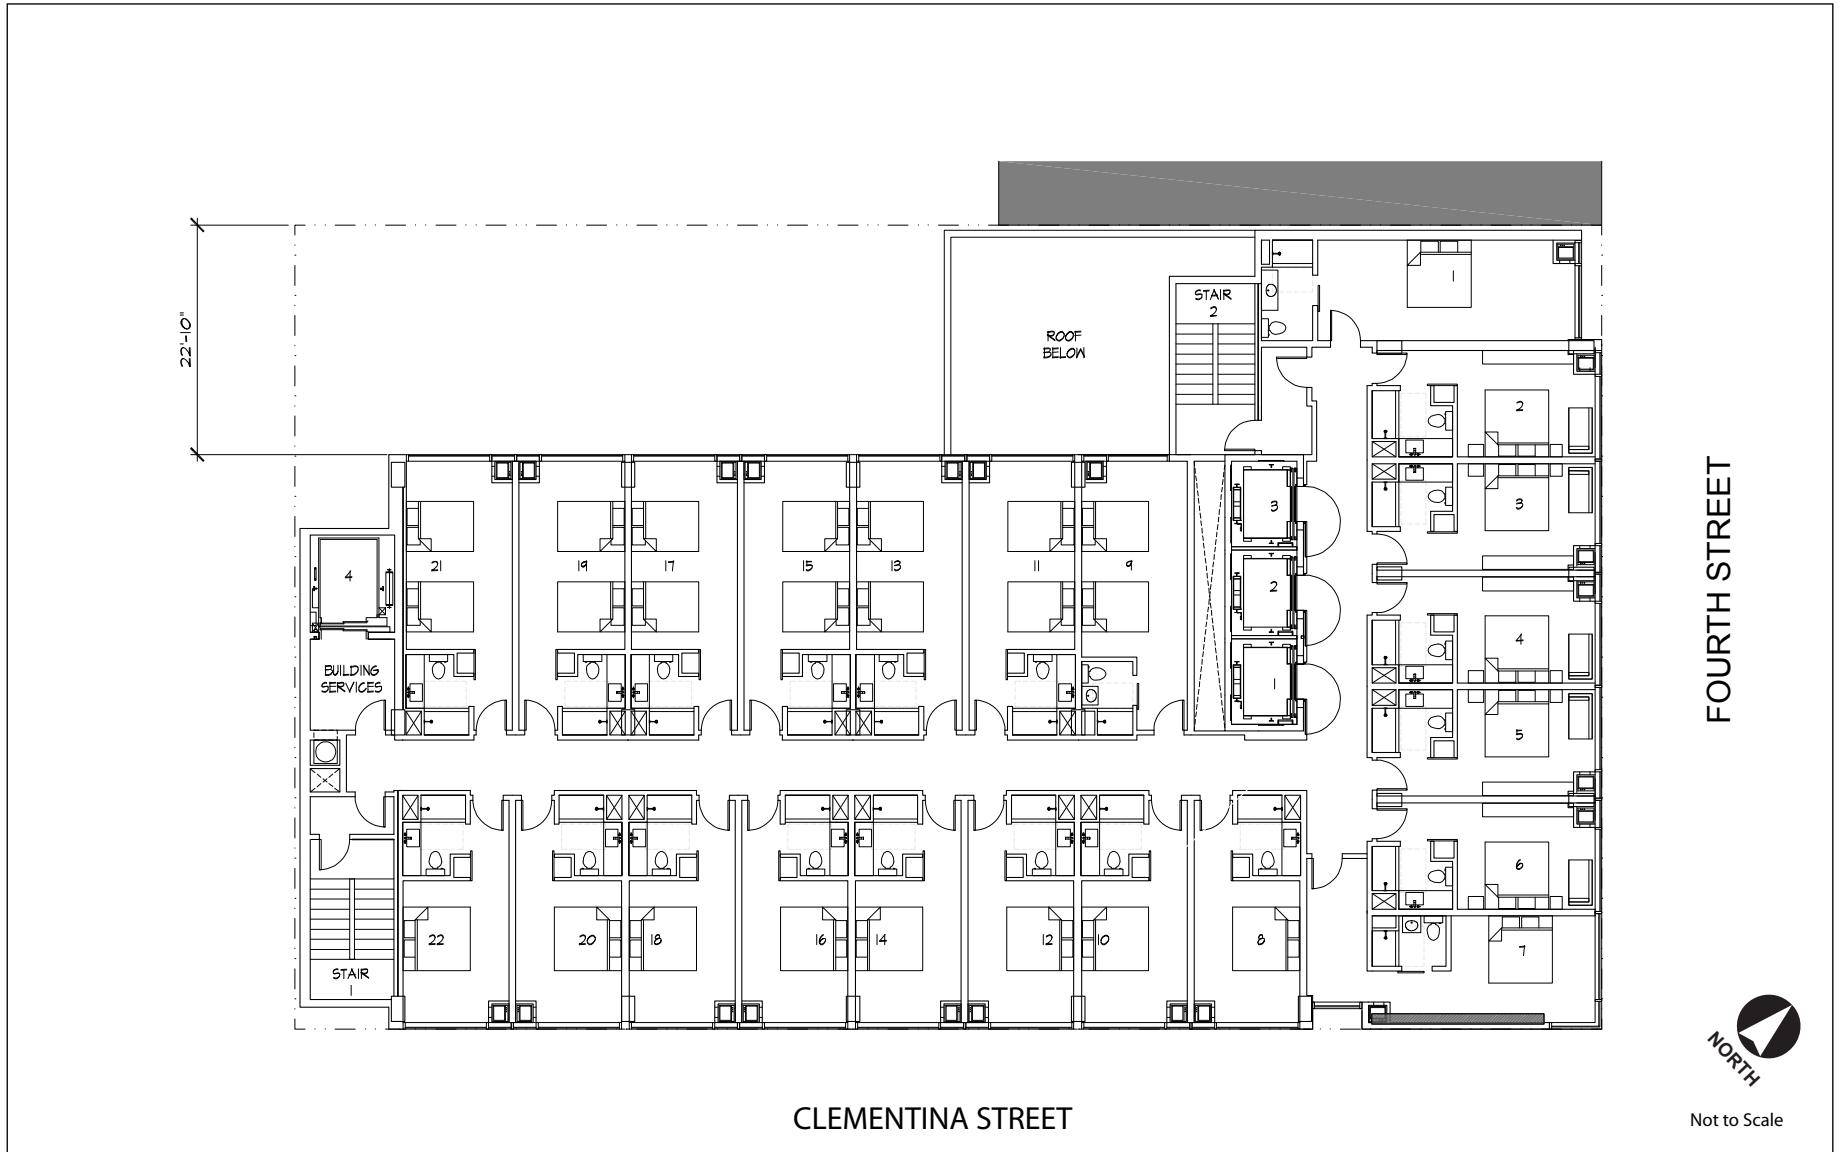 1
STAIR
2
22'-10"
ROOF
BELOW
2
3
3
21
19
17
15
13
11
9
4
2
4
BUILDING
SERVICES
1
5
6
22
20
18
16
14
12
10
8
7
STAIR
1
FOURTH STREET
NORTH
CLEMENTINA STREET
Not to Scale